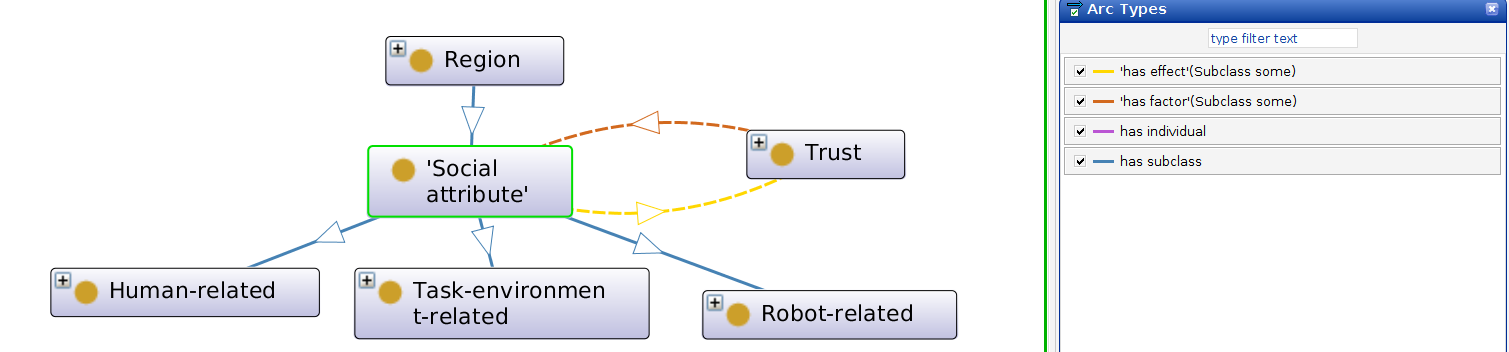 Region
'Social
attribute'
Trust
Human-related
Task-environmen
t-related
Robot-related
Arc Types
type filter text
'has effect'(Subclass some)
'has factor'(Subclass some)
has individual
has subclass